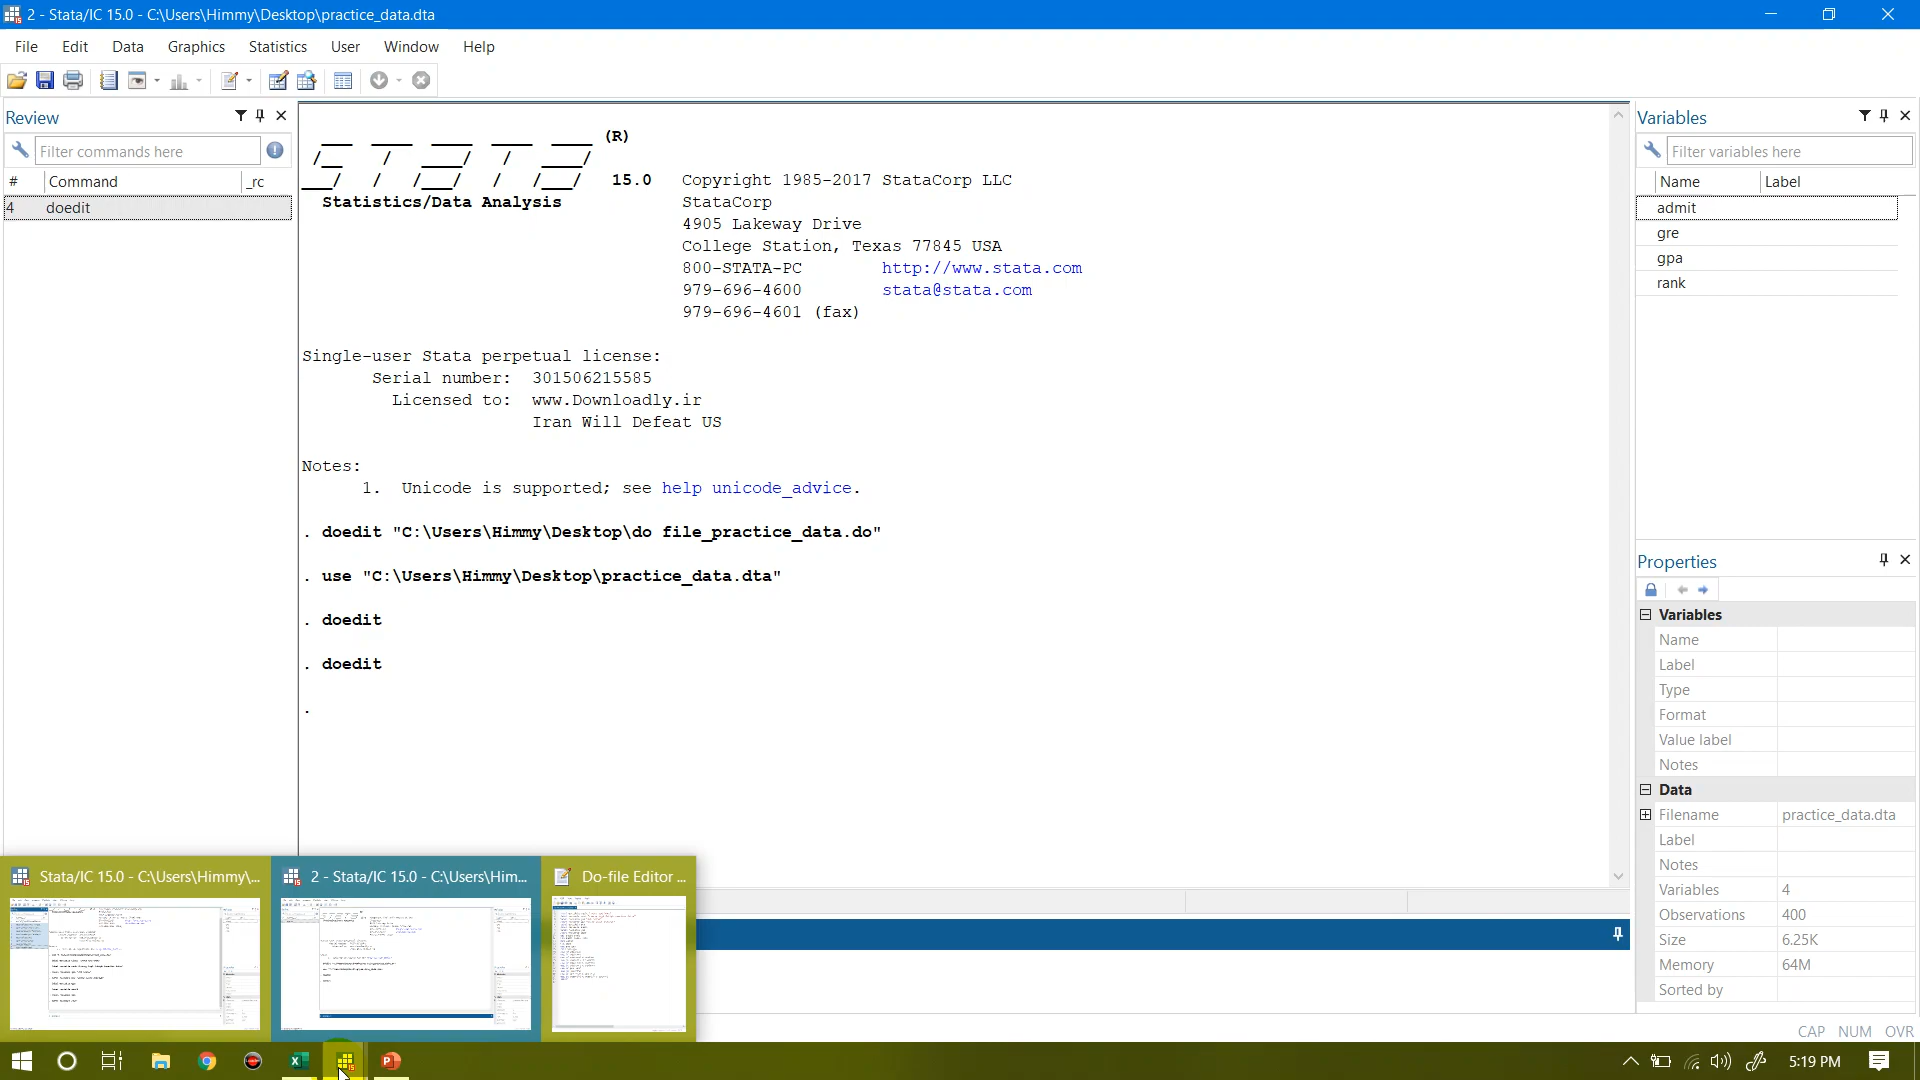 2 - Stata/IC 15.0 - C:\Users\Himmy\Desktop\practice_data.dta
File Edit Data Graphics Statistics User Window Help
Review
Filter commands here
# Command _rc
4 doedit
(R)
STATA
15.0 Copyright 1985-2017 StataCorp LLC
Statistics/Data Analysis StataCorp
4905 Lakeway Drive
College Station, Texas 77845 USA
800-STATA-PC http://www.stata.com
979-696-4600 stata@stata.com
979-696-4601 (fax)
Single-user Stata perpetual license:
Serial number: 301506215585
Licensed to: www.Downloadly.ir
Iran Will Defeat US
Notes:
1. Unicode is supported; see help unicode_advice.
. doedit "C:\Users\Himmy\Desktop\do file_practice_data.do"
. use "C:\Users\Himmy\Desktop\practice_data.dta"
. doedit
. doedit
.
Variables
Filter variables here
Name Label
admit
gre
gpa
rank
Properties
Variables
Name
Label
Type
Format
Value label
Notes
Data
Filename practice_data.dta
Label
Notes
Variables 4
Observations 400
Size 6.25K
Memory 64M
Sorted by
Stata/IC 15.0 - C:\Users\Himmy\...
2 - Stata/IC 15.0 - C:\Users\Him...
Do-file Editor ...
CAP NUM OVR
5:19 PM